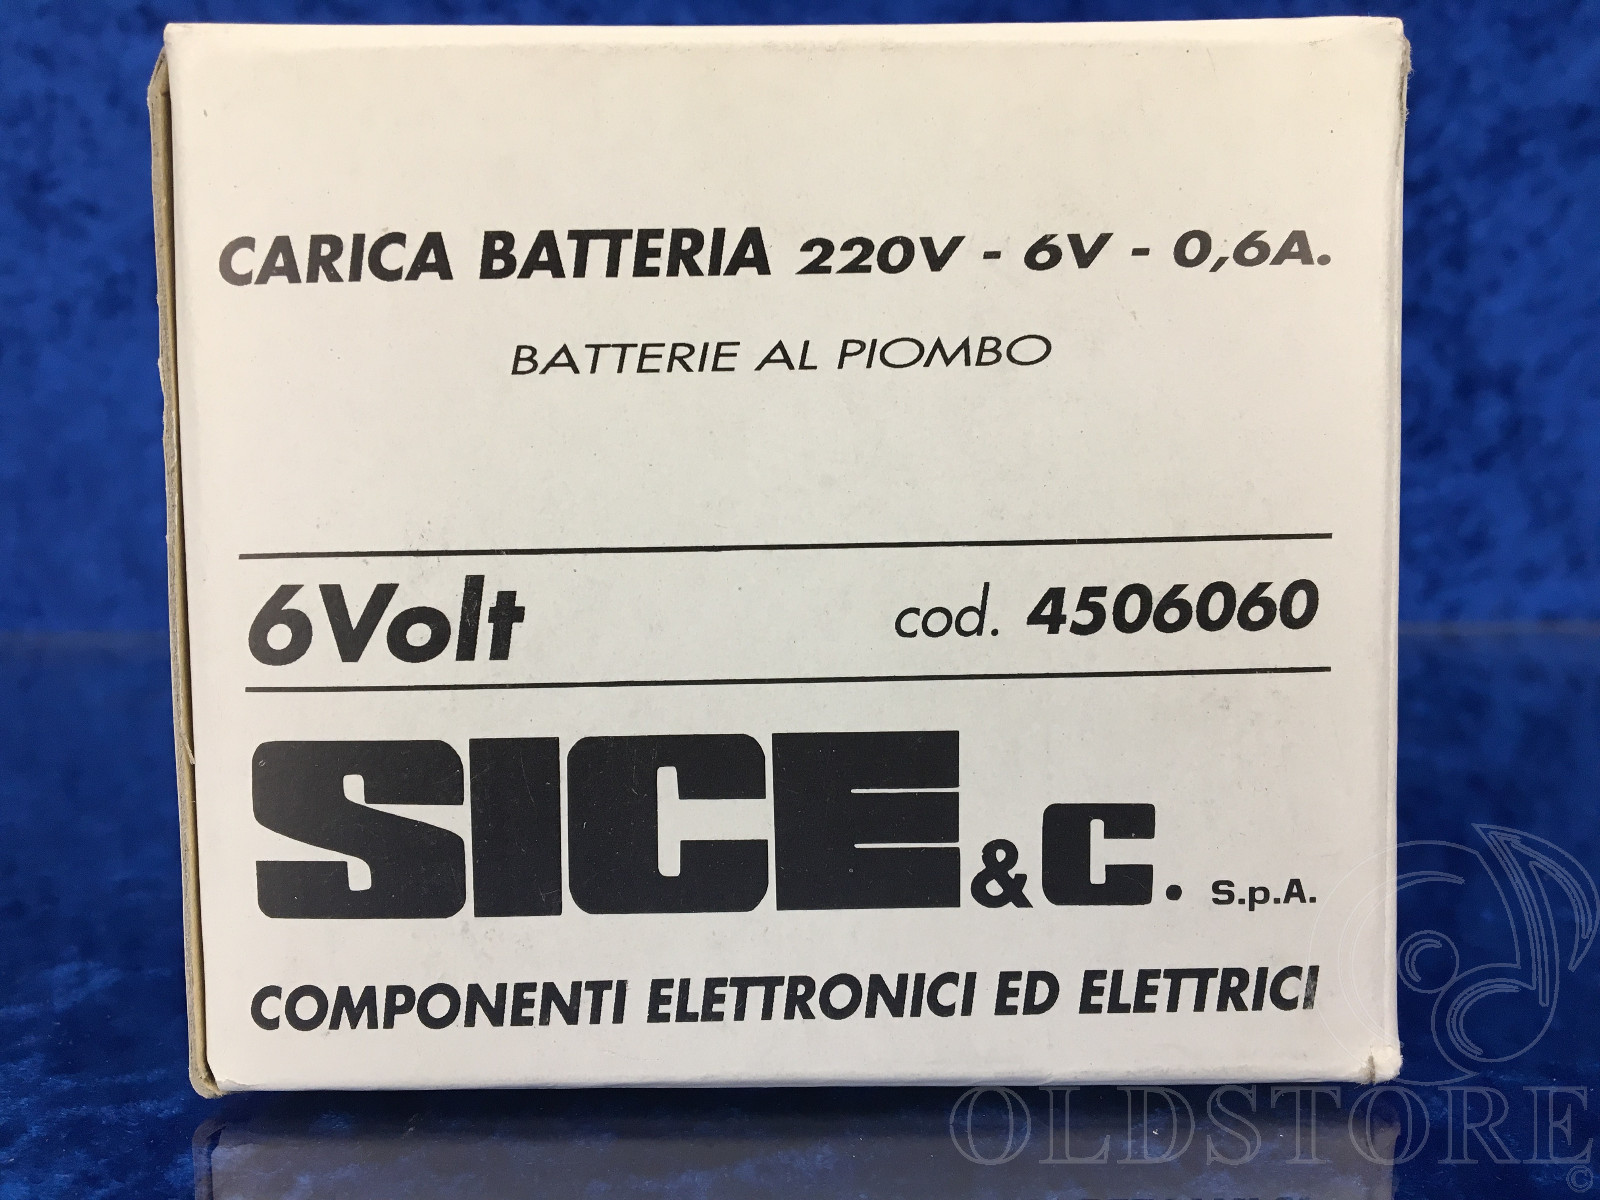 CARICA BATTERIA 220V - 6V - 0,6A.
BATTERIE AL PIOMBO
6Volt cod. 4506060
SICE & C. S.p.A.
COMPONENTI ELETTRONICI ED ELETTRICI
OLDSTORE ©